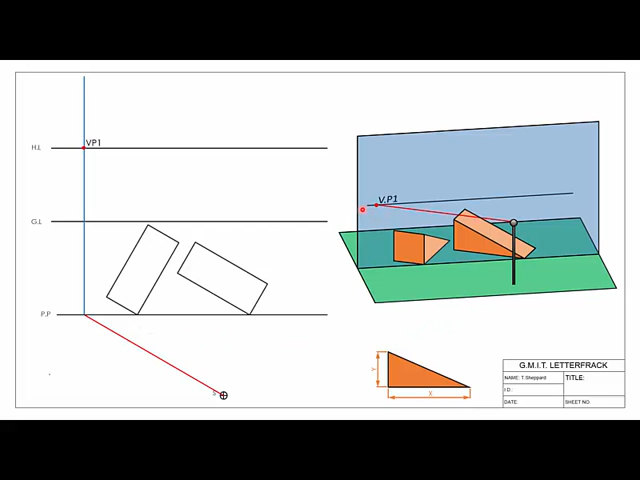 H.L
VP1
G.L
P.P
S
V.P1
Y
X
G.M.I.T. LETTERFRACK
NAME: T.Sheppard
TITLE:
I.D.:
DATE:
SHEET NO.